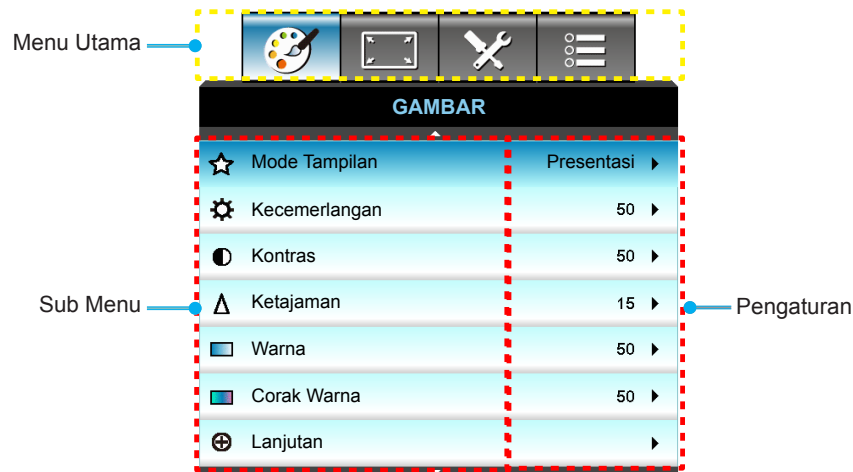 Menu Utama
GAMBAR
Mode Tampilan Presentasi
Kecemerlangan 50
Kontras 50
Sub Menu
Ketajaman 15
Pengaturan
Warna 50
Corak Warna 50
Lanjutan